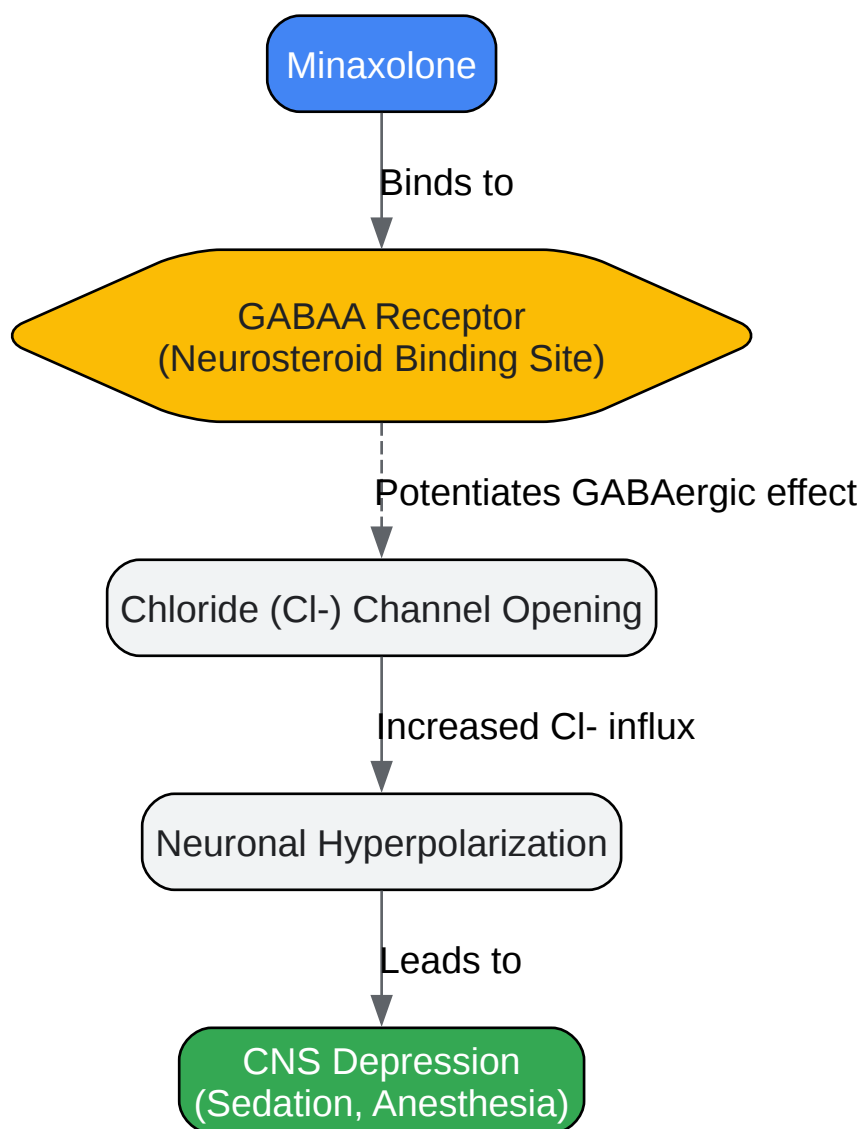 Minaxolone
Binds to
GABAA Receptor
(Neurosteroid Binding Site)
Potentiates GABAergic effect
Chloride (Cl-) Channel Opening
Increased Cl- influx
Neuronal Hyperpolarization
Leads to
CNS Depression
(Sedation, Anesthesia)